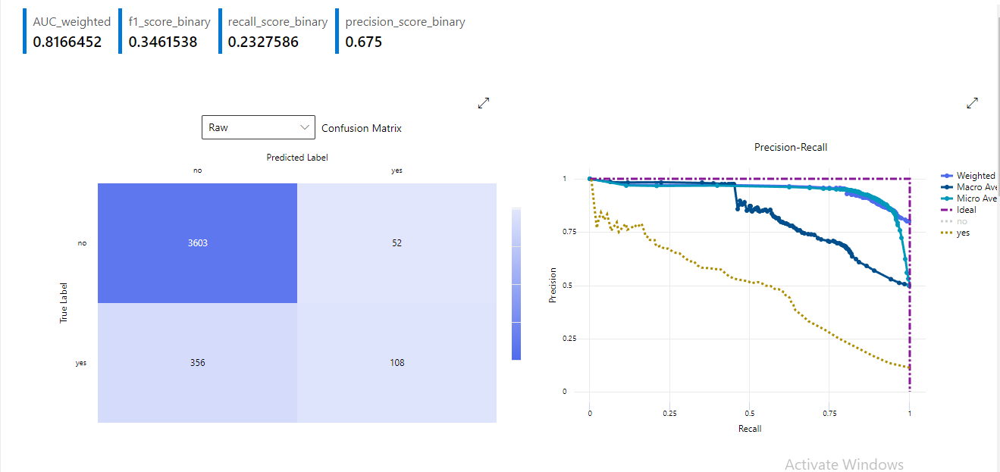 AUC_weighted f1_score_binary recall_score_binary precision_score_binary
0.8166452 0.3461538 0.2327586 0.675
Raw Confusion Matrix
Predicted Label
no yes
True Label
no 3603 52
yes 356 108
Precision-Recall
Precision
1
0.75
0.5
0.25
0
0 0.25 0.5 0.75 1
Recall
Weighted
Macro Ave
Micro Ave
Ideal
no
yes
Activate Windows